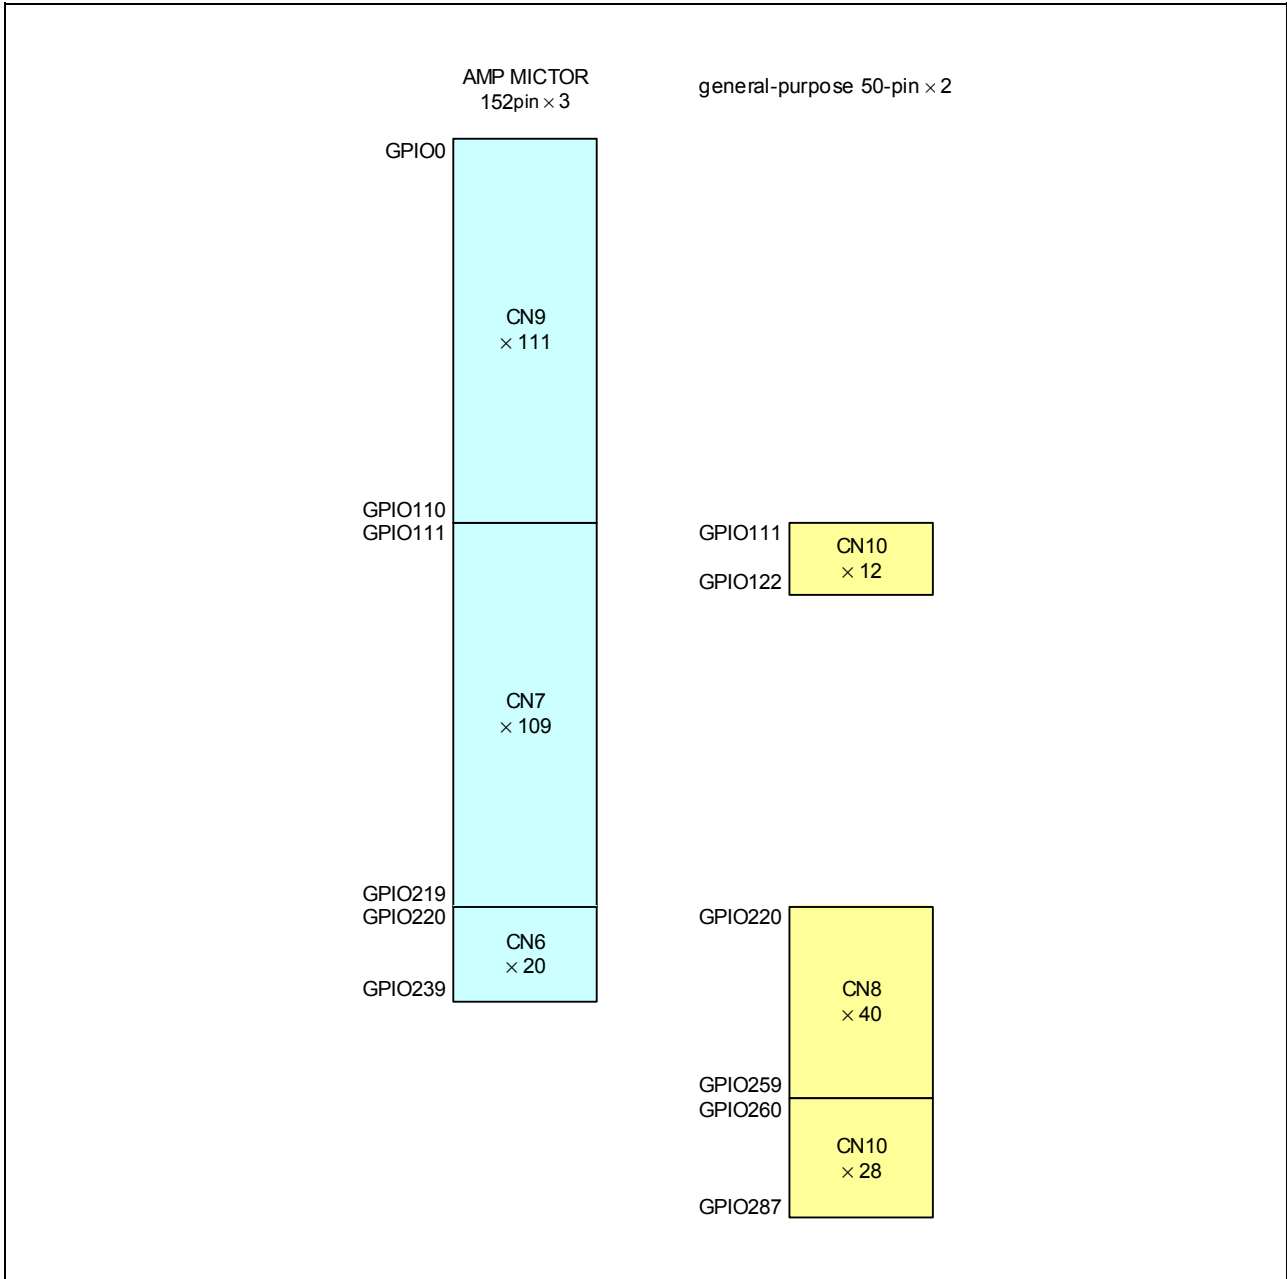 AMP MICTOR
152pin × 3
general-purpose 50-pin × 2
GPIO0
CN9
× 111
GPIO110
GPIO111
CN7
× 109
GPIO219
GPIO220
CN6
× 20
GPIO239
GPIO111
CN10
× 12
GPIO122
GPIO220
CN8
× 40
GPIO259
GPIO260
CN10
× 28
GPIO287